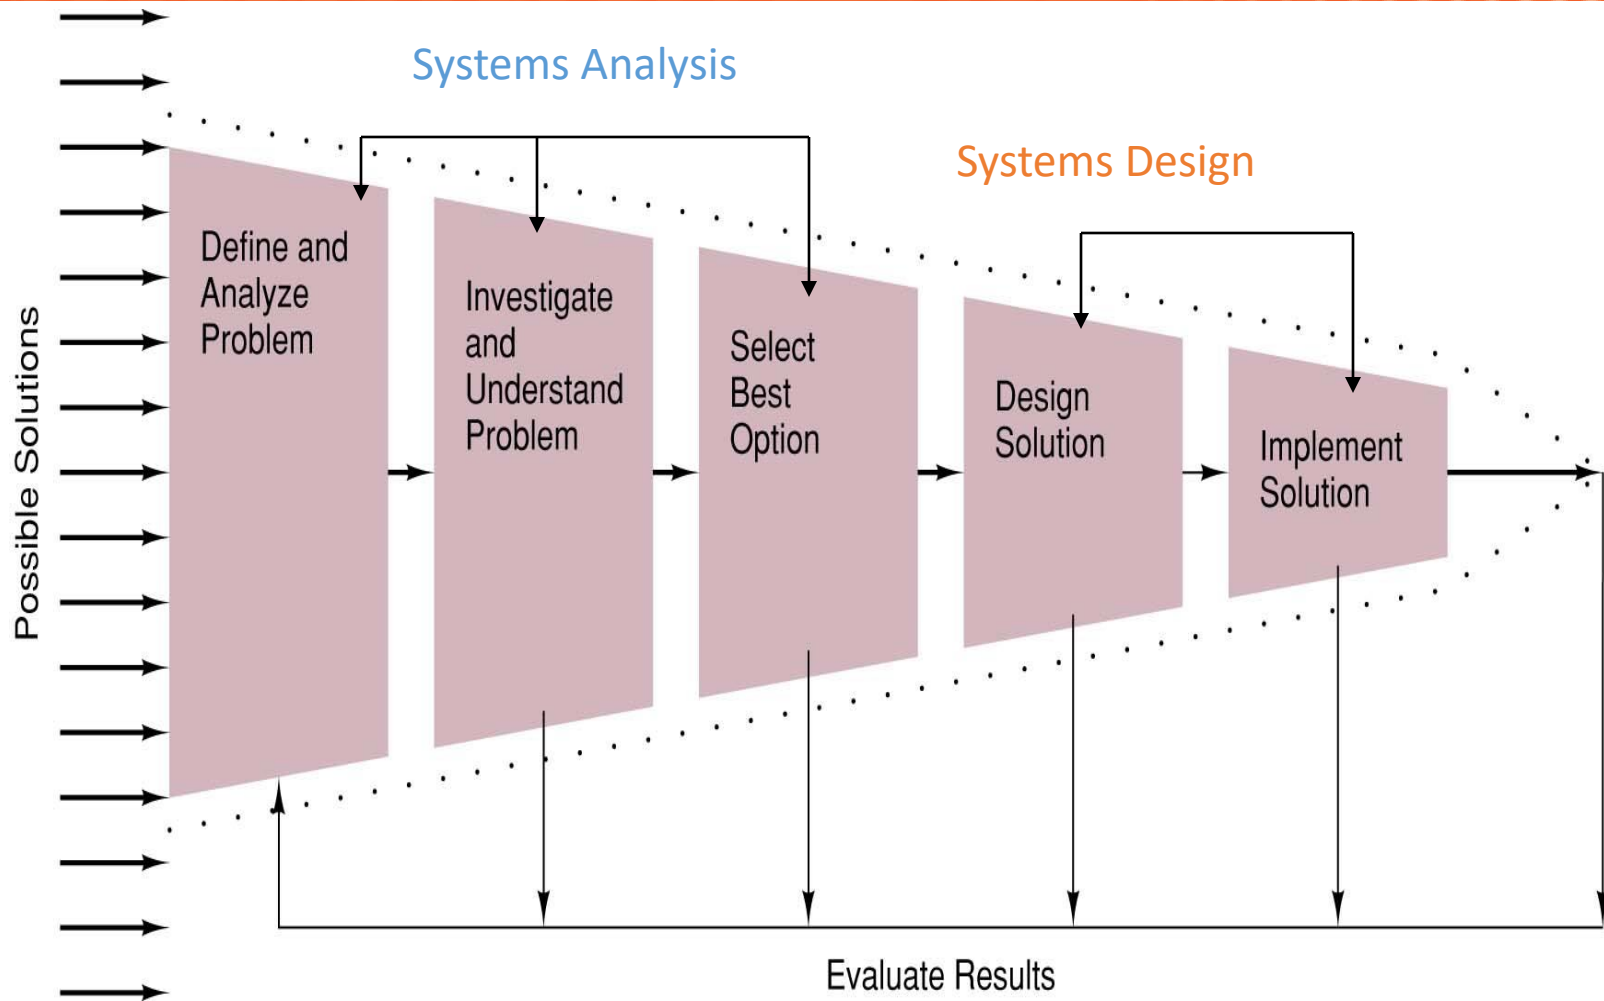 Systems Analysis
Systems Design
Possible Solutions
Define and
Analyze
Problem
Investigate
and
Understand
Problem
Select
Best
Option
Design
Solution
Implement
Solution
Evaluate Results